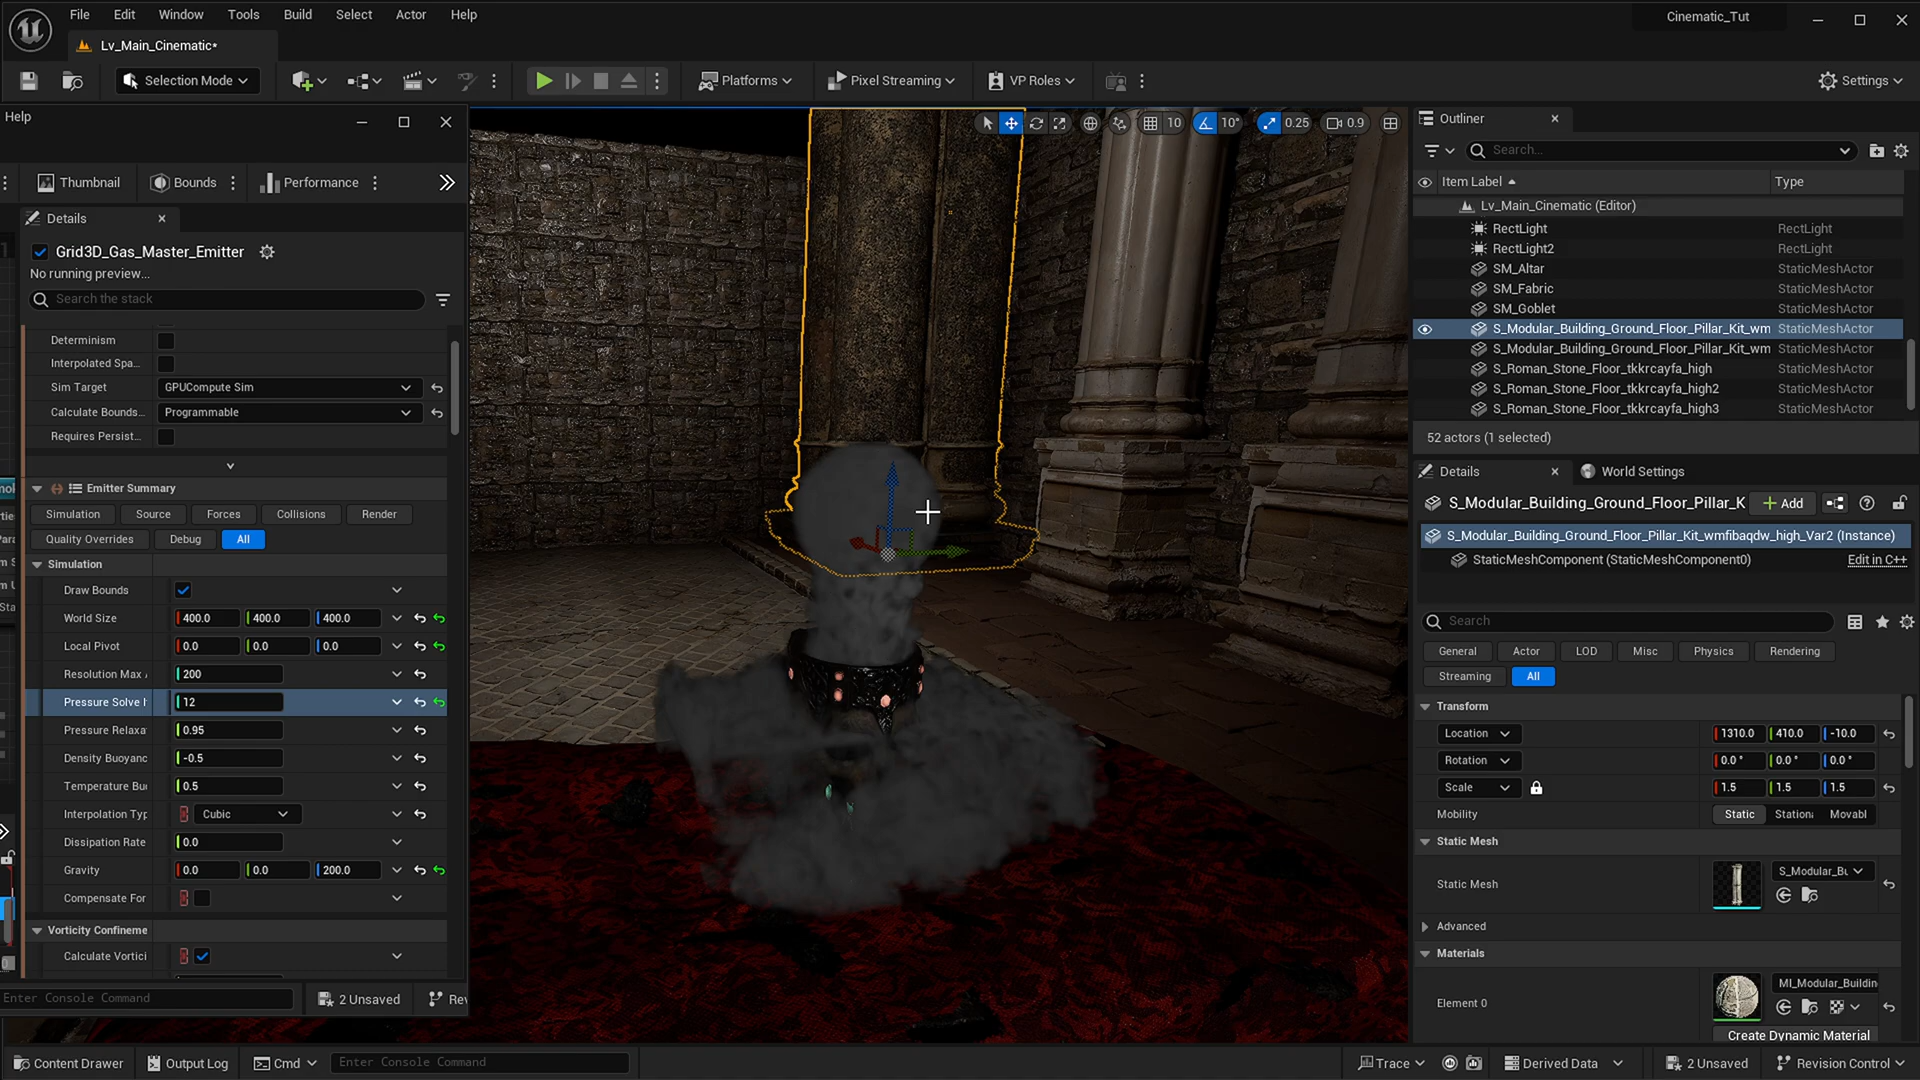 File Edit Window Tools Build Select Actor Help
Cinematic_Tut
Lv_Main_Cinematic*
Selection Mode
Platforms
Pixel Streaming
VP Roles
Settings
Help
Thumbnail
Bounds
Performance
Details
Grid3D_Gas_Master_Emitter
No running preview...
Search the stack
Determinism
Interpolated Spa...
Sim Target GPUCompute Sim
Calculate Bounds... Programmable
Requires Persist...
Emitter Summary
Simulation Source Forces Collisions Render
Quality Overrides Debug All
Simulation
Draw Bounds
World Size 400.0 400.0 400.0
Local Pivot 0.0 0.0 0.0
Resolution Max 200
Pressure Solve 12
Pressure Relaxa 0.95
Density Buoyanc -0.5
Temperature Bu 0.5
Interpolation Typ Cubic
Dissipation Rate 0.0
Gravity 0.0 0.0 200.0
Compensate For
Vorticity Confineme
Calculate Vortici
Enter Console Command
2 Unsaved
Rev
10 10° 0.25 0.9
Outliner
Search...
Item Label Type
Lv_Main_Cinematic (Editor)
RectLight RectLight
RectLight2 RectLight
SM_Altar StaticMeshActor
SM_Fabric StaticMeshActor
SM_Goblet StaticMeshActor
S_Modular_Building_Ground_Floor_Pillar_Kit_wm StaticMeshActor
S_Modular_Building_Ground_Floor_Pillar_Kit_wm StaticMeshActor
S_Roman_Stone_Floor_tkkrcayfa_high StaticMeshActor
S_Roman_Stone_Floor_tkkrcayfa_high2 StaticMeshActor
S_Roman_Stone_Floor_tkkrcayfa_high3 StaticMeshActor
52 actors (1 selected)
Details
World Settings
S_Modular_Building_Ground_Floor_Pillar_K
Add
S_Modular_Building_Ground_Floor_Pillar_Kit_wmfibaqdw_high_Var2 (Instance)
StaticMeshComponent (StaticMeshComponent0) Edit in C++
Search
General Actor LOD Misc Physics Rendering
Streaming All
Transform
Location 1310.0 410.0 -10.0
Rotation 0.0° 0.0° 0.0°
Scale 1.5 1.5 1.5
Mobility Static Station Movabl
Static Mesh
Static Mesh S_Modular_Bu
Advanced
Materials
Element 0 MI_Modular_Buildin
Create Dynamic Material
Content Drawer
Output Log
Cmd
Enter Console Command
Trace
Derived Data
2 Unsaved
Revision Control